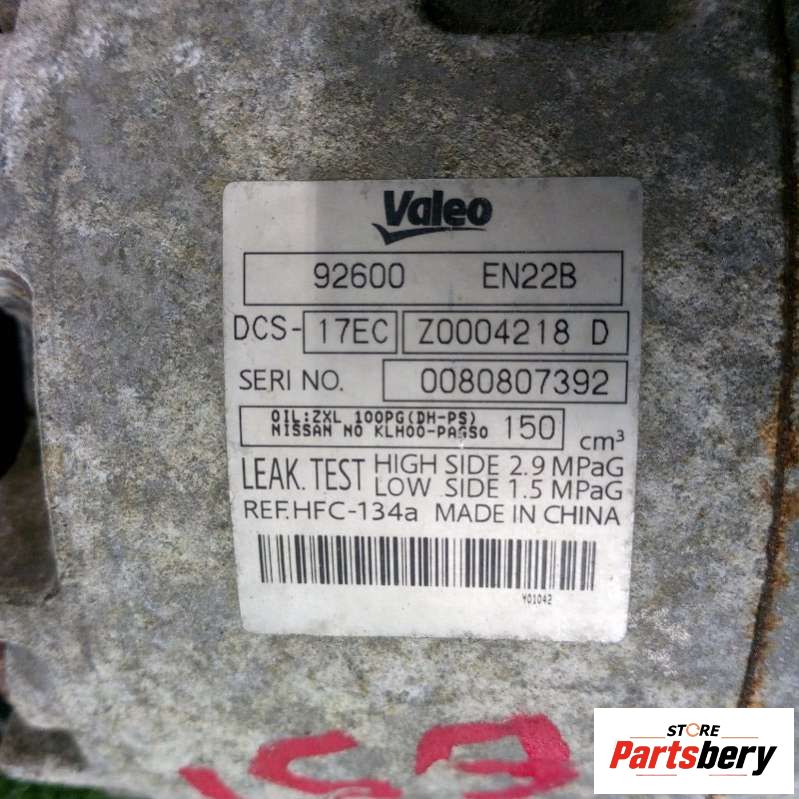 Valeo
92600 EN22B
DCS- 17EC Z0004218 D
SERI NO. 0080807392
OIL:ZXL 100PG(DH-PS)
NISSAN NO KLH00-PAGS0 150 cm³
LEAK. TEST HIGH SIDE 2.9 MPaG
LOW SIDE 1.5 MPaG
REF.HFC-134a MADE IN CHINA
Y01042
STORE
Partsbery